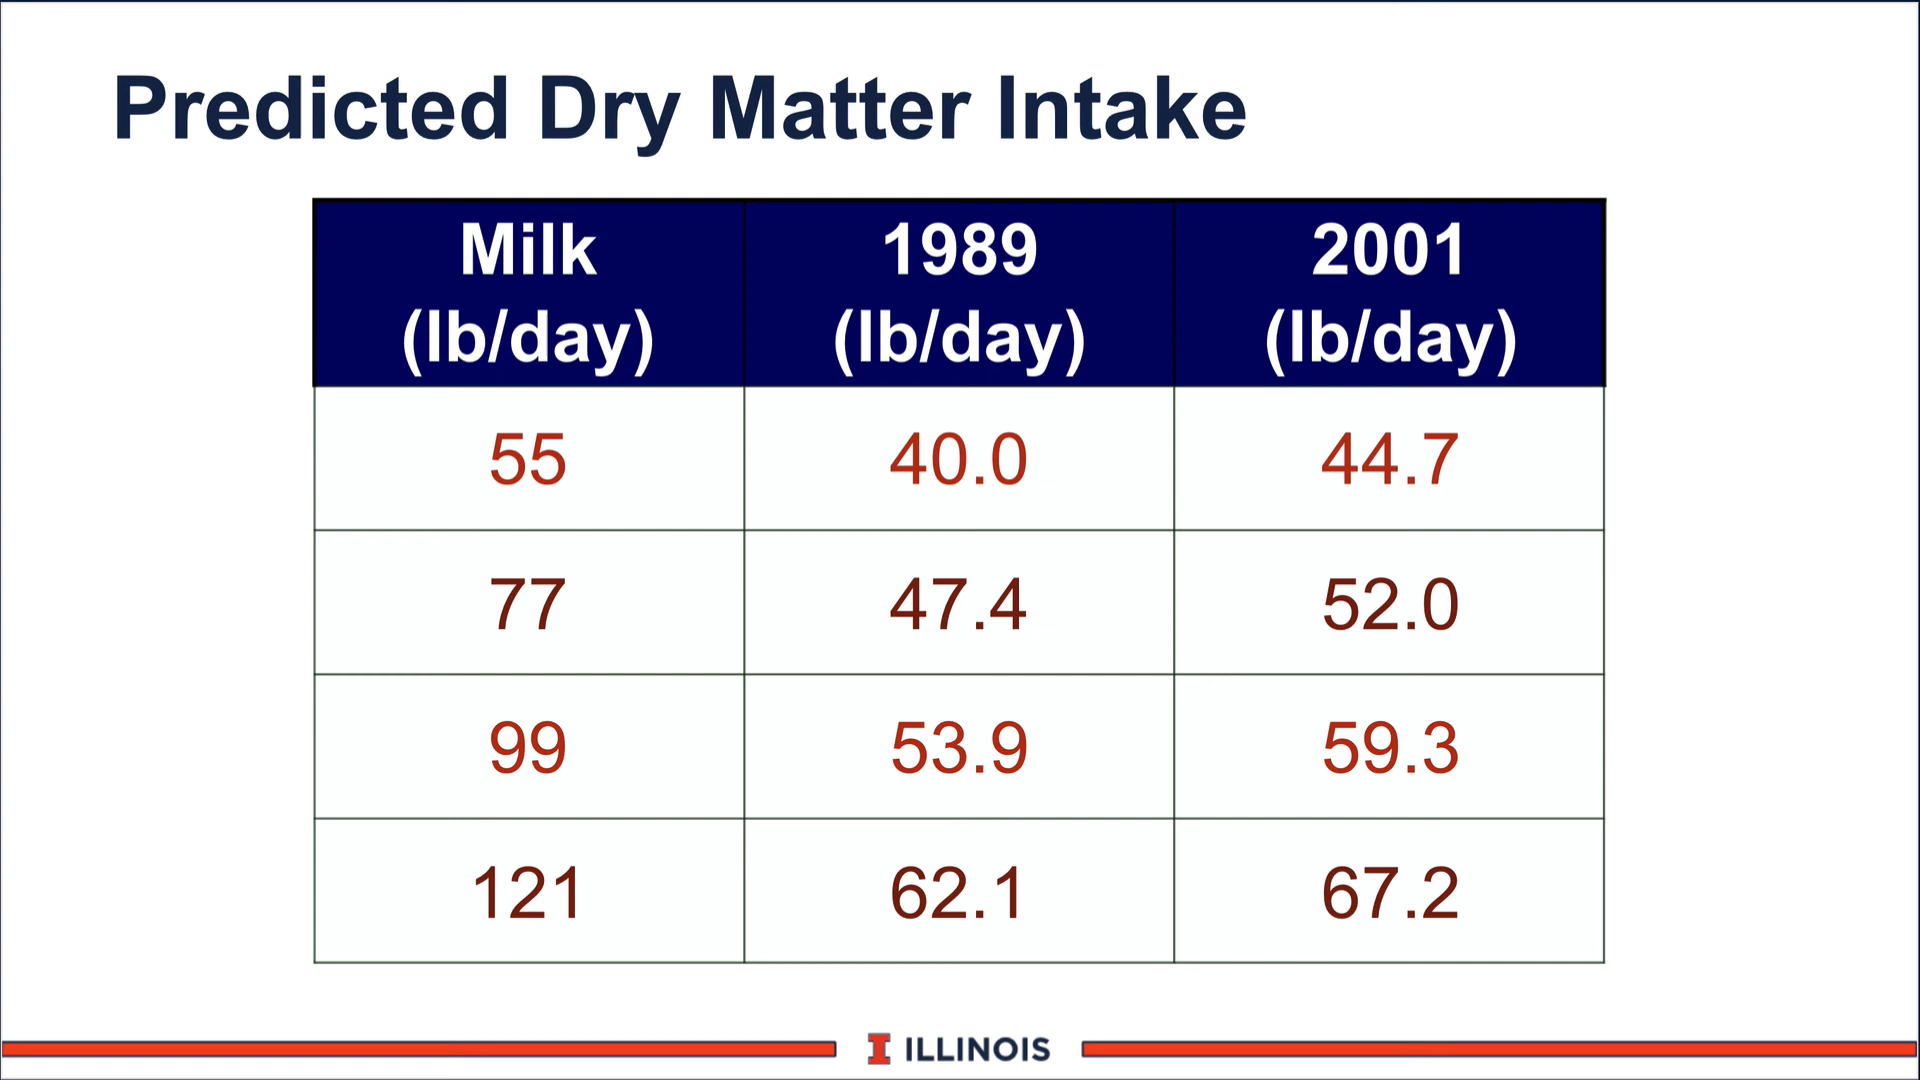 Predicted Dry Matter Intake
Milk (lb/day) 1989 (lb/day) 2001 (lb/day)
55 40.0 44.7
77 47.4 52.0
99 53.9 59.3
121 62.1 67.2
I ILLINOIS